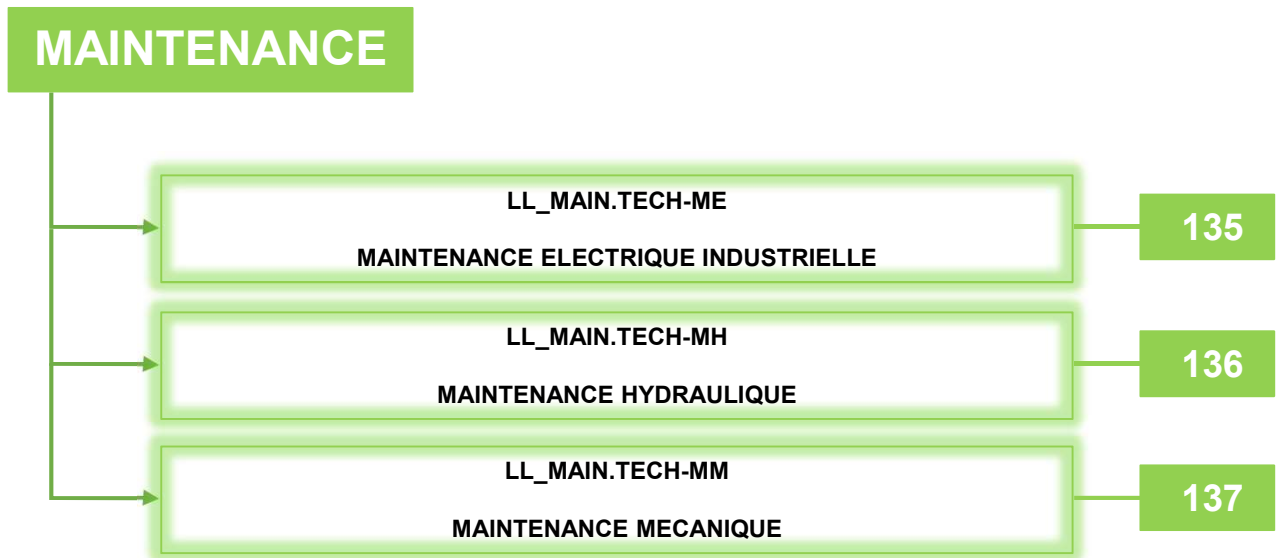 MAINTENANCE
LL_MAIN.TECH-ME
MAINTENANCE ELECTRIQUE INDUSTRIELLE
135
LL_MAIN.TECH-MH
MAINTENANCE HYDRAULIQUE
136
LL_MAIN.TECH-MM
MAINTENANCE MECANIQUE
137